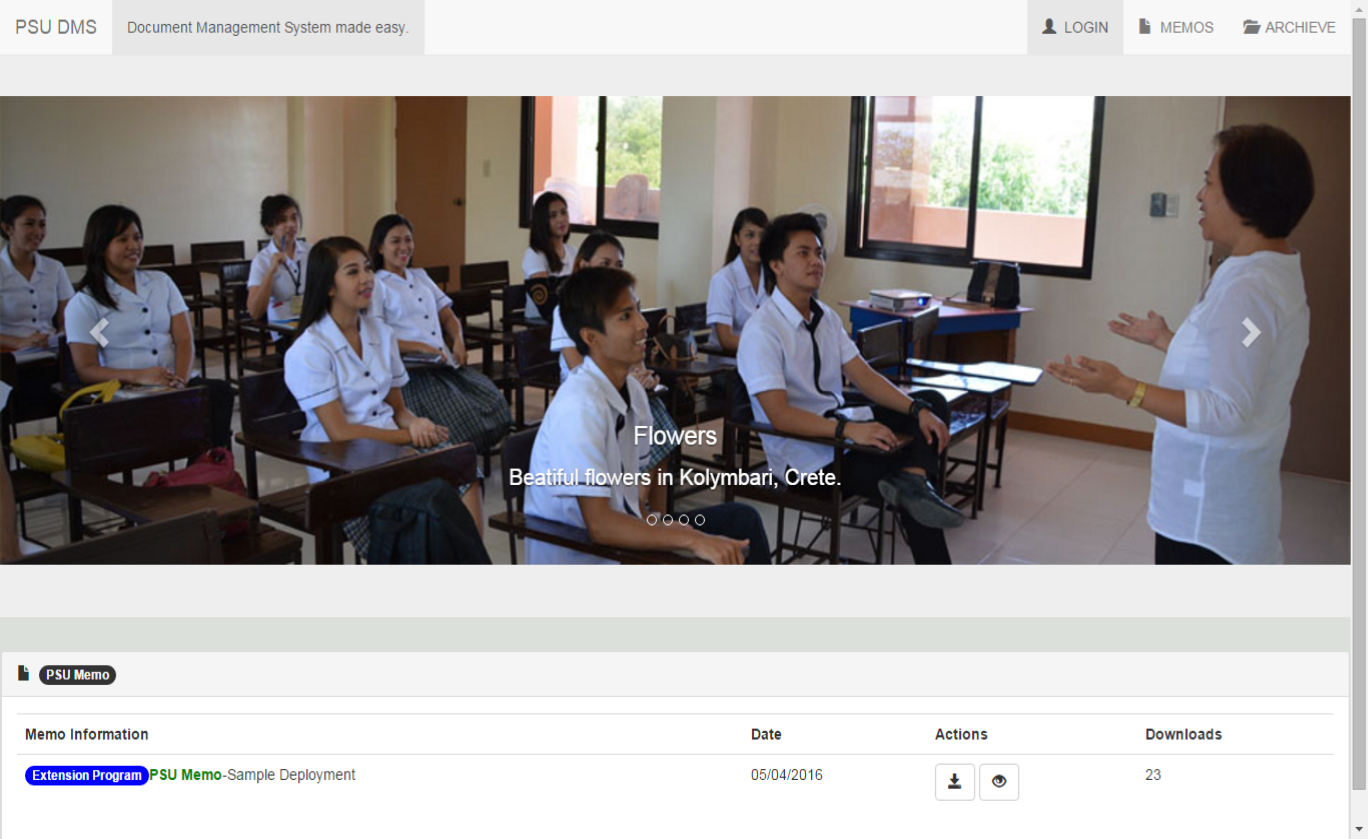 PSU DMS Document Management System made easy. LOGIN MEMOS ARCHIEVE
Flowers
Beatiful flowers in Kolymbari, Crete.
PSU Memo
Memo Information Date Actions Downloads
Extension Program PSU Memo-Sample Deployment 05/04/2016 23